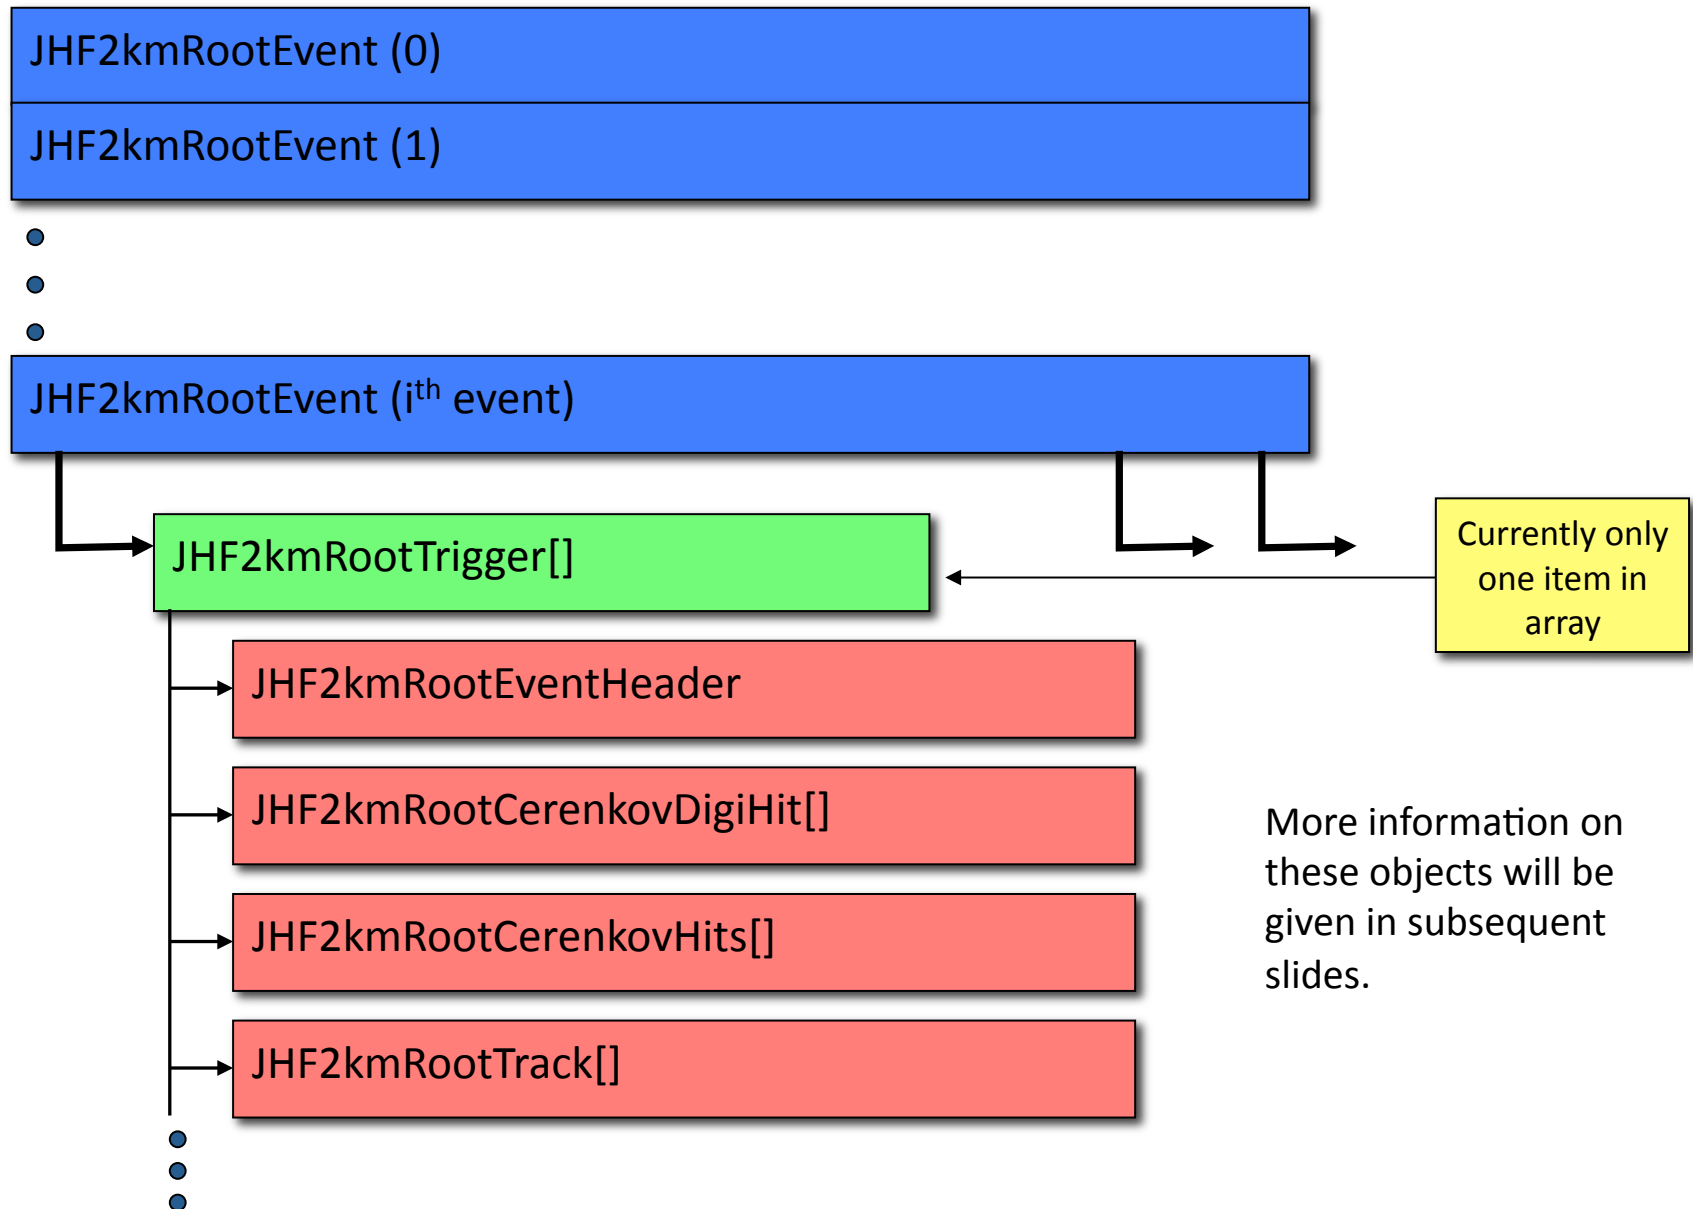 JHF2kmRootEvent (0)
JHF2kmRootEvent (1)
JHF2kmRootEvent (iᵗʰ event)
JHF2kmRootTrigger[]
Currently only
one item in
array
JHF2kmRootEventHeader
JHF2kmRootCerenkovDigiHit[]
JHF2kmRootCerenkovHits[]
JHF2kmRootTrack[]
More information on
these objects will be
given in subsequent
slides.